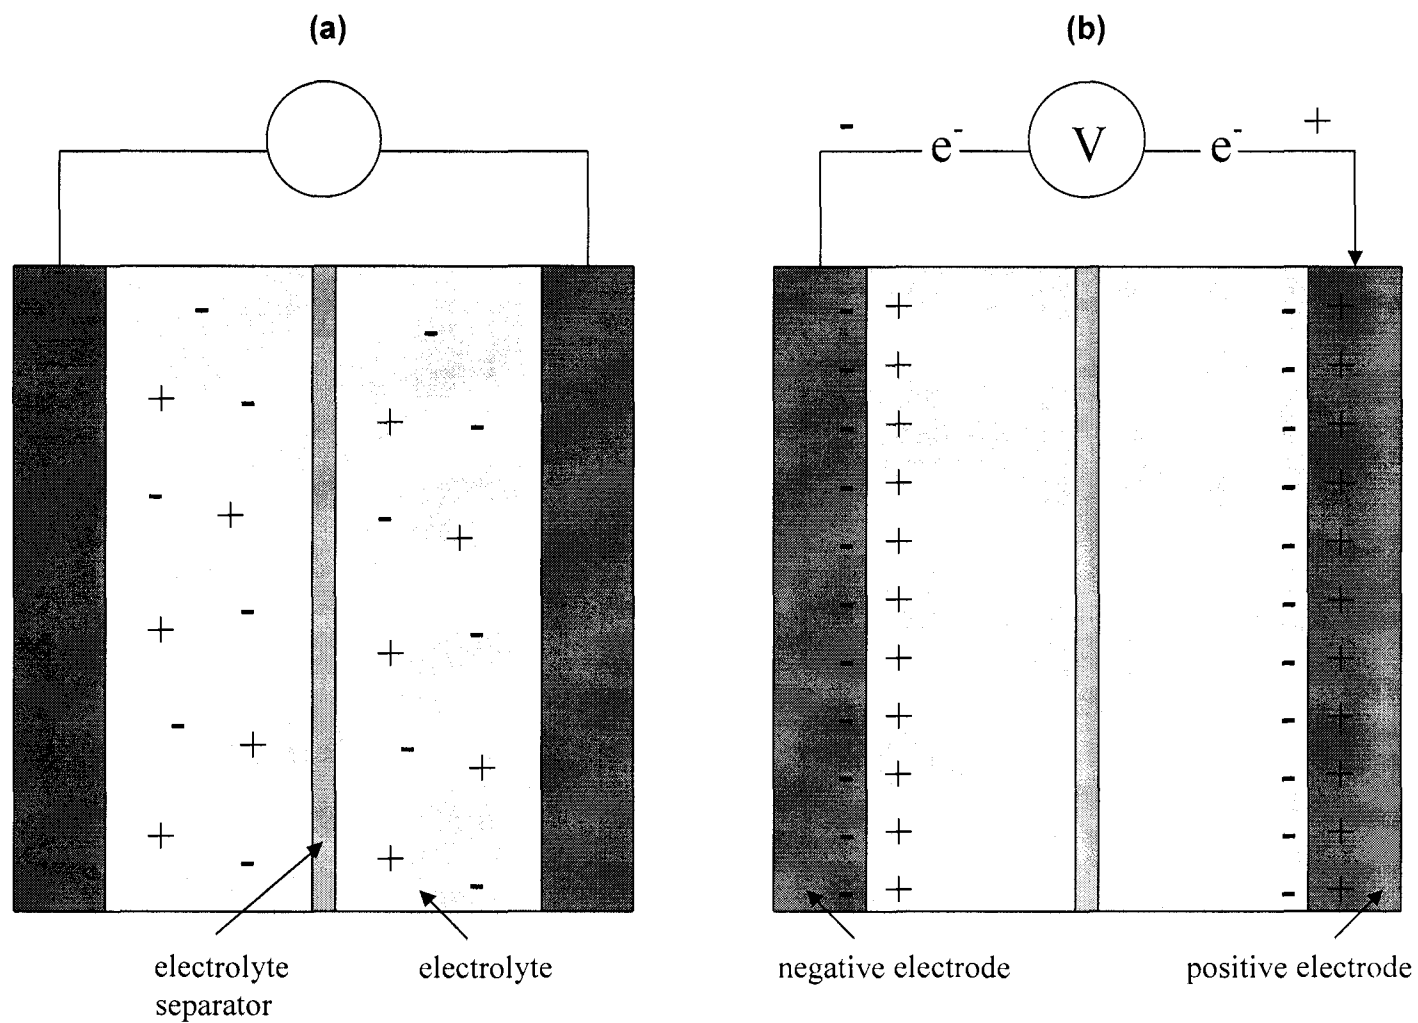 (a)
(b)
- e⁻ V e⁻ +
electrolyte
separator
electrolyte
negative electrode
positive electrode